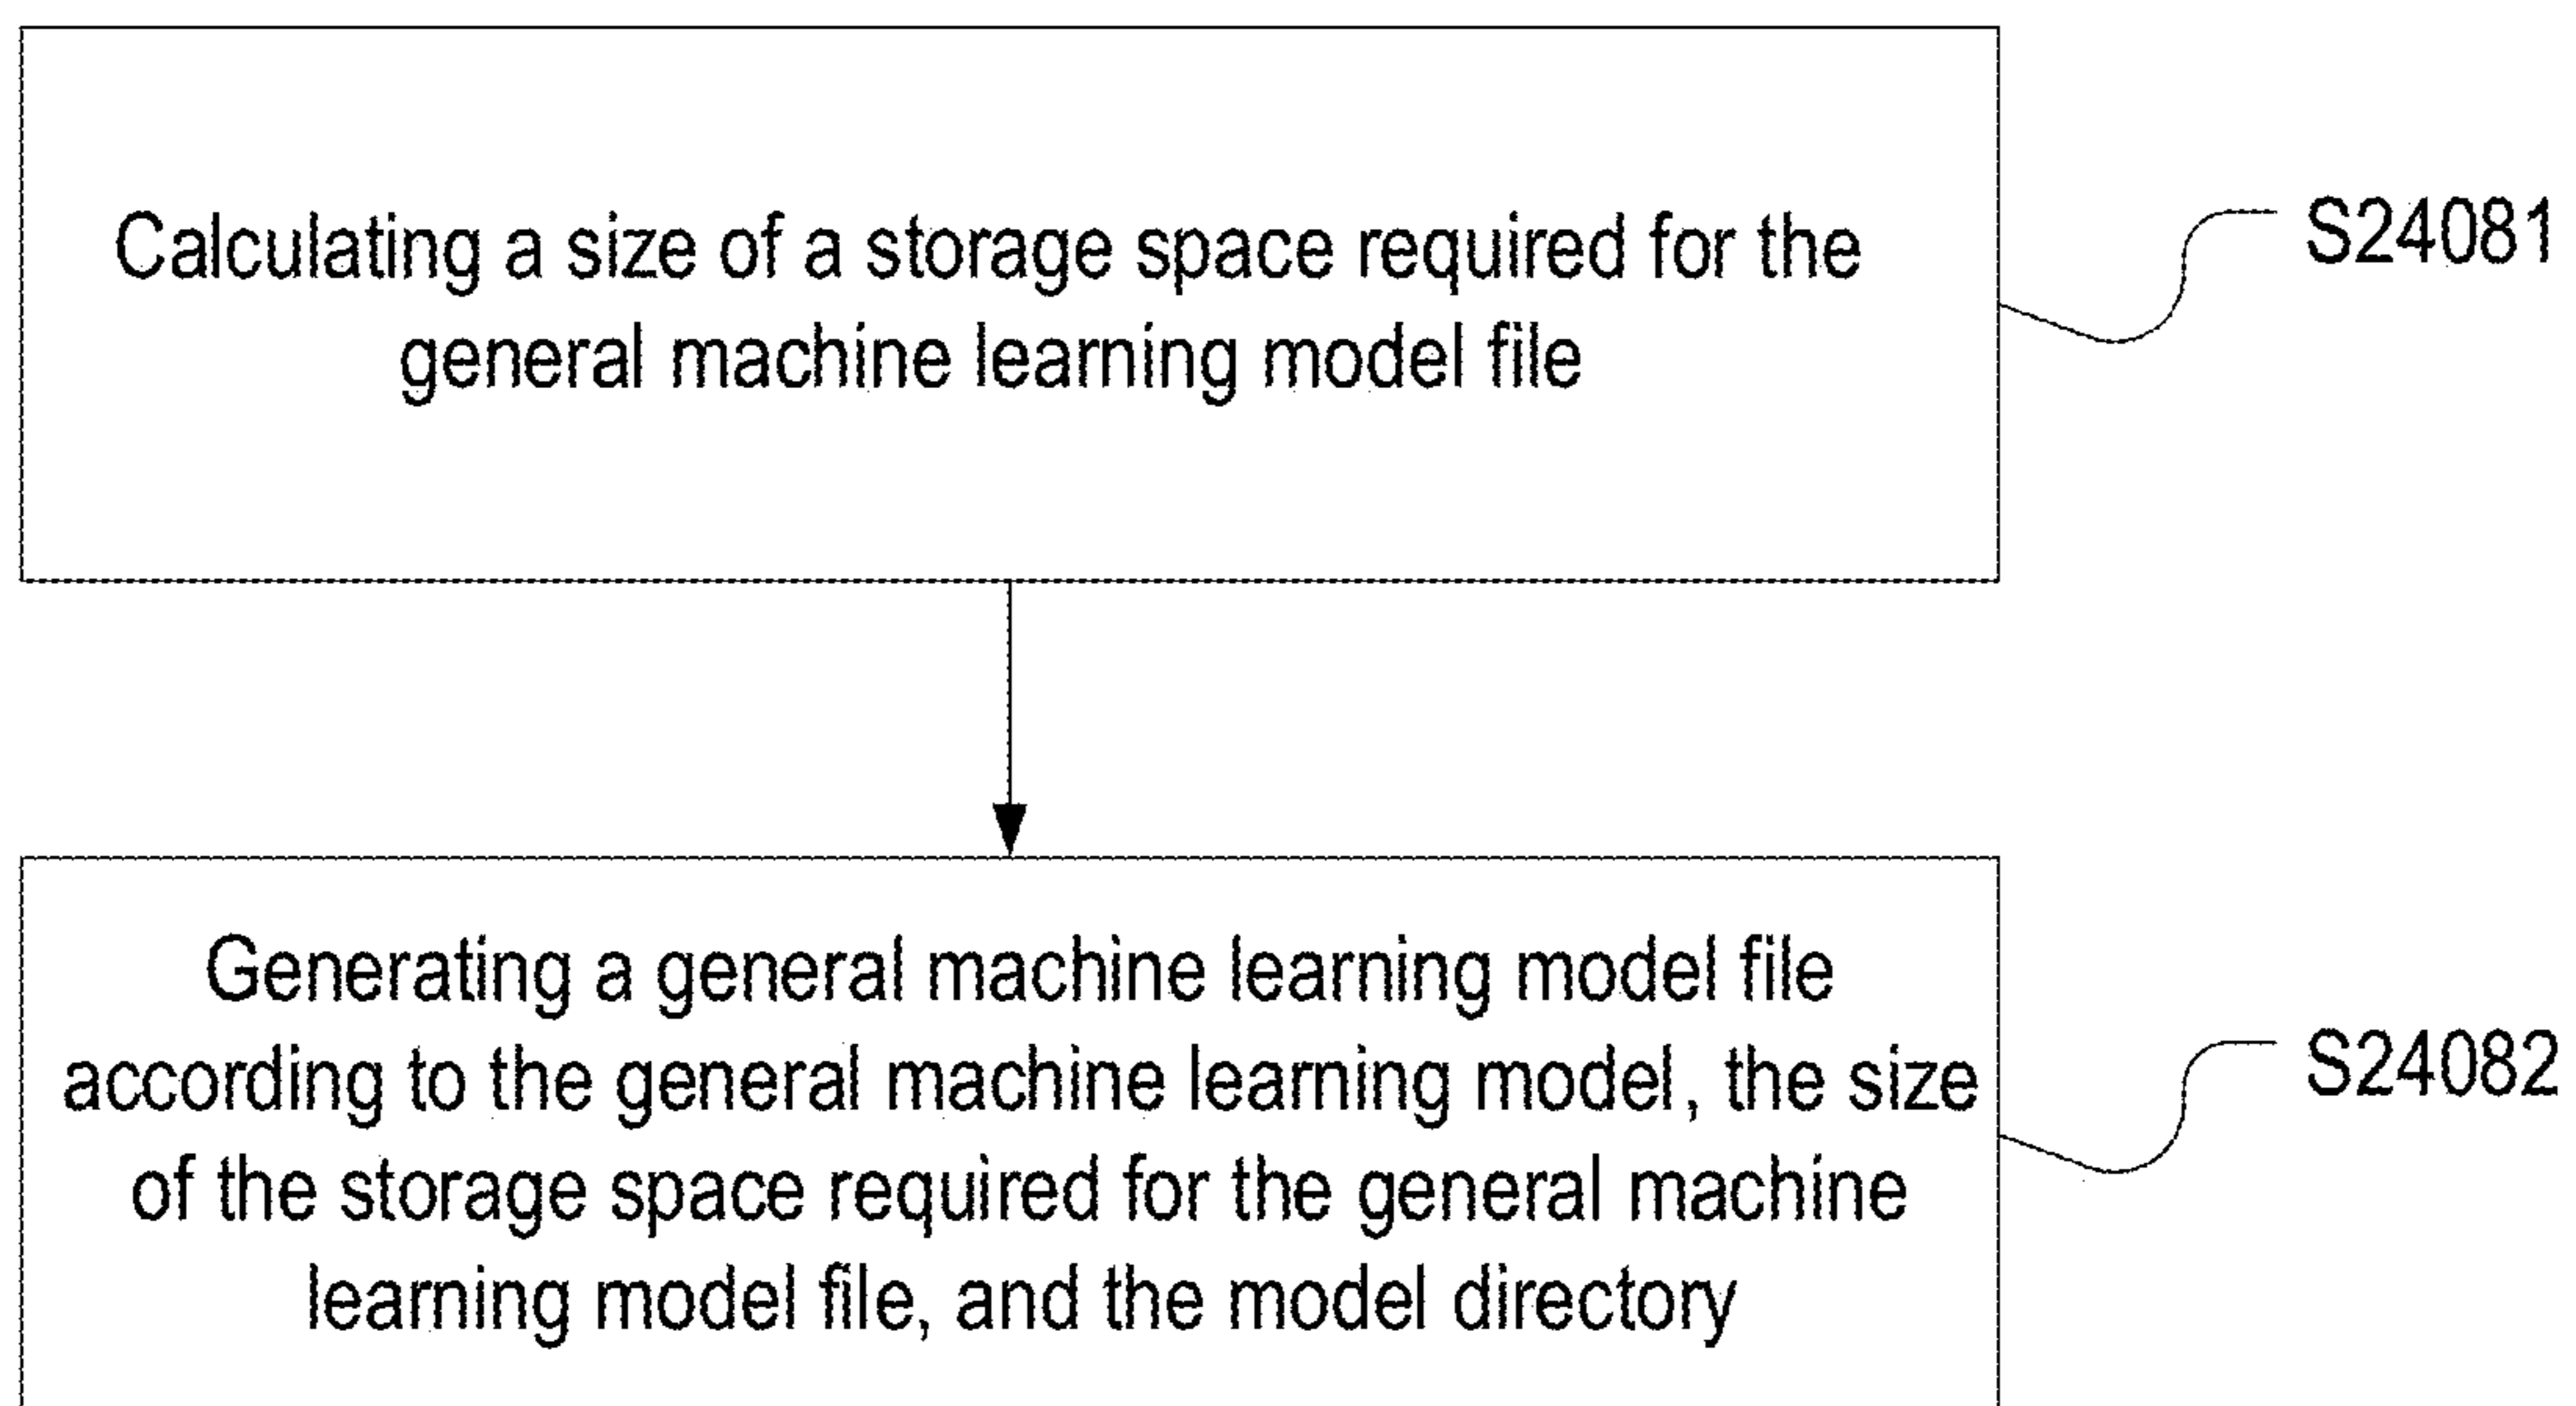 Calculating a size of a storage space required for the
general machine learning model file
S24081
Generating a general machine learning model file
according to the general machine learning model, the size
of the storage space required for the general machine
learning model file, and the model directory
S24082